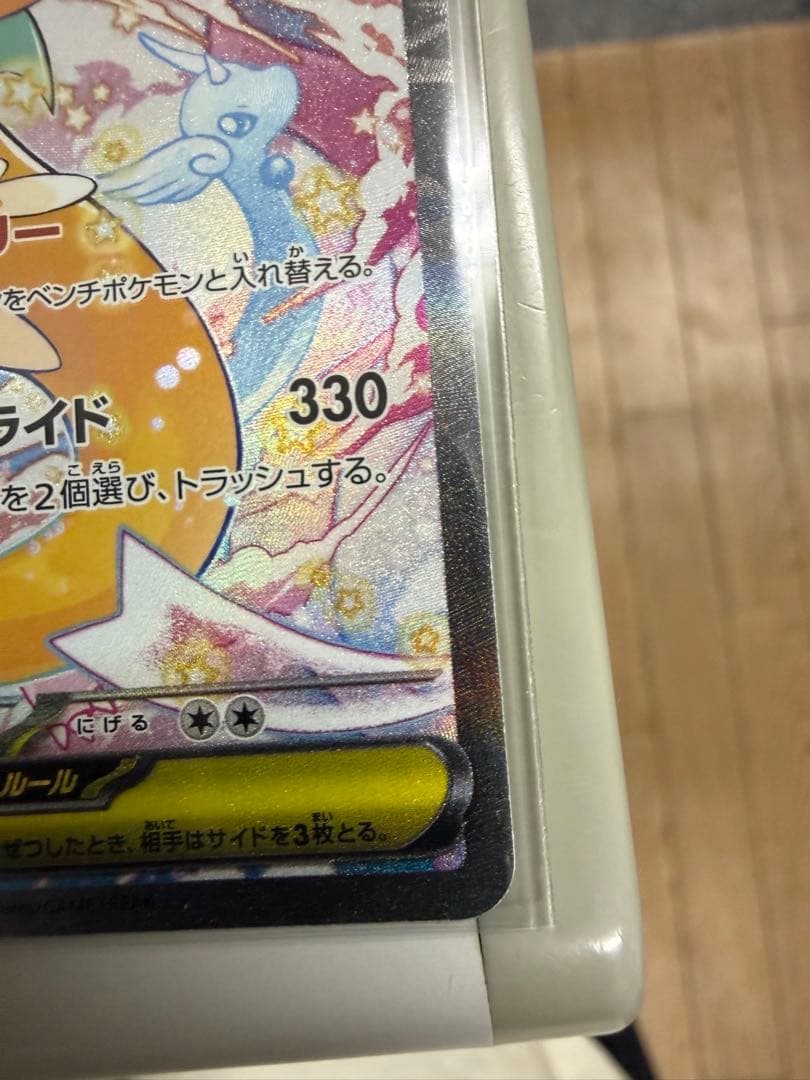 リー
をベンチポケモンと入れ替える。
ライド 330
を2個選び、トラッシュする。
にげる
ルール
ぜつしたとき、相手はサイドを3枚とる。